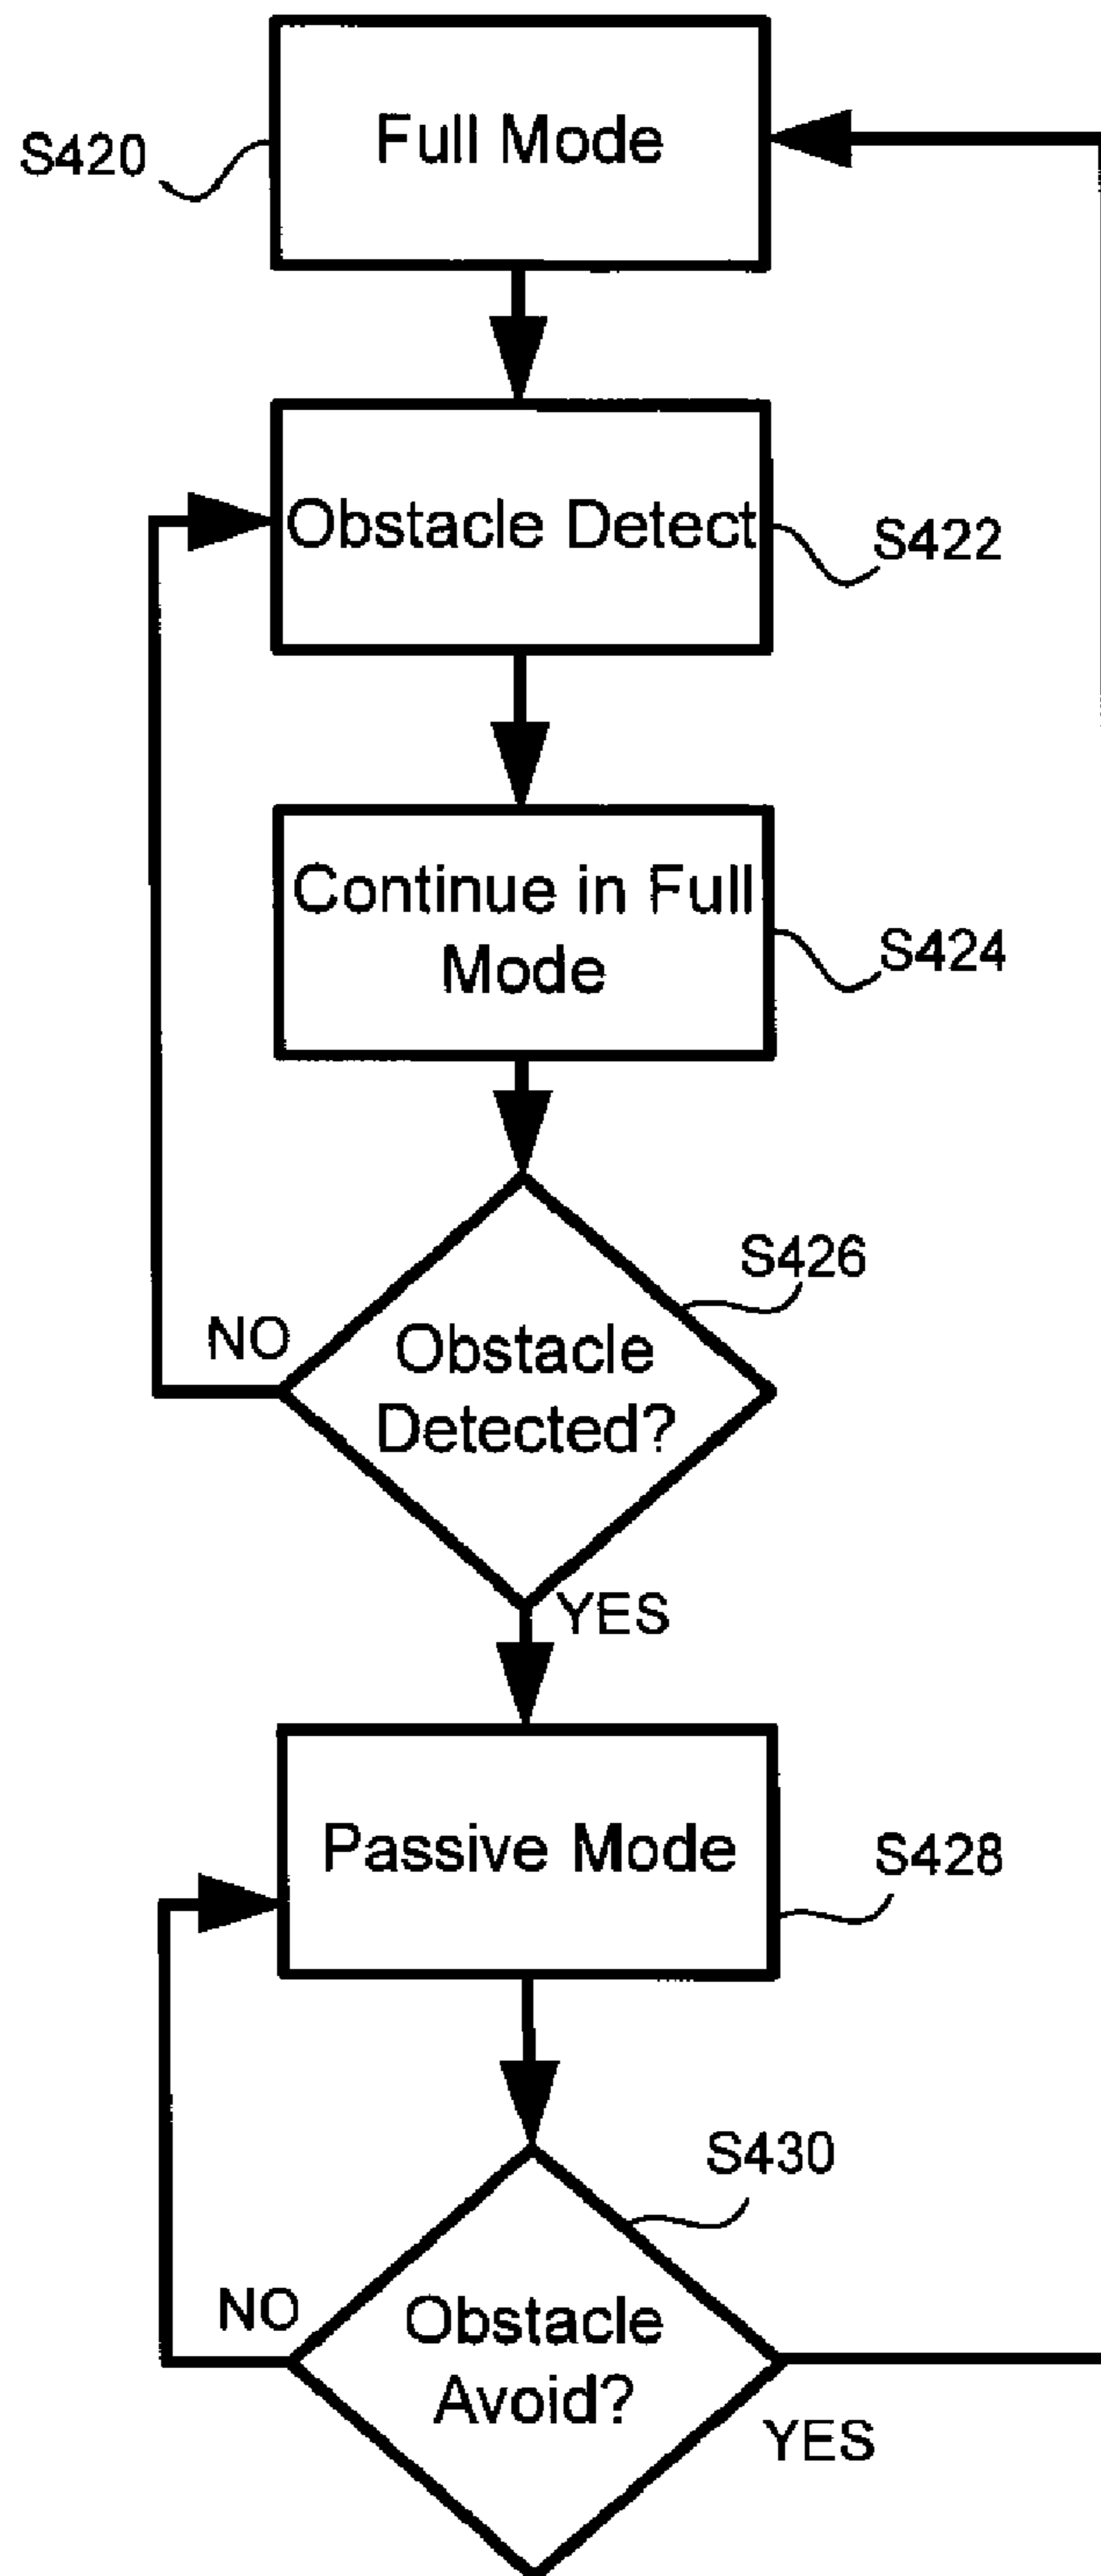 Full Mode
S420
Obstacle Detect
S422
Continue in Full
Mode
S424
S426
Obstacle
Detected?
NO
YES
Passive Mode
S428
S430
Obstacle
Avoid?
NO
YES